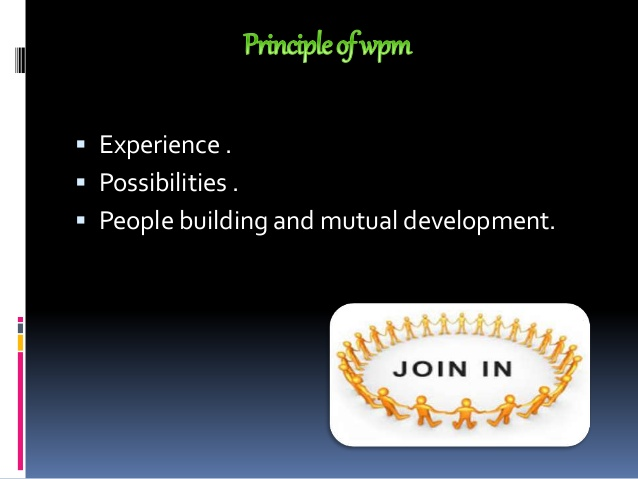 Principle of wpm
Experience .
Possibilities .
People building and mutual development.
JOIN IN